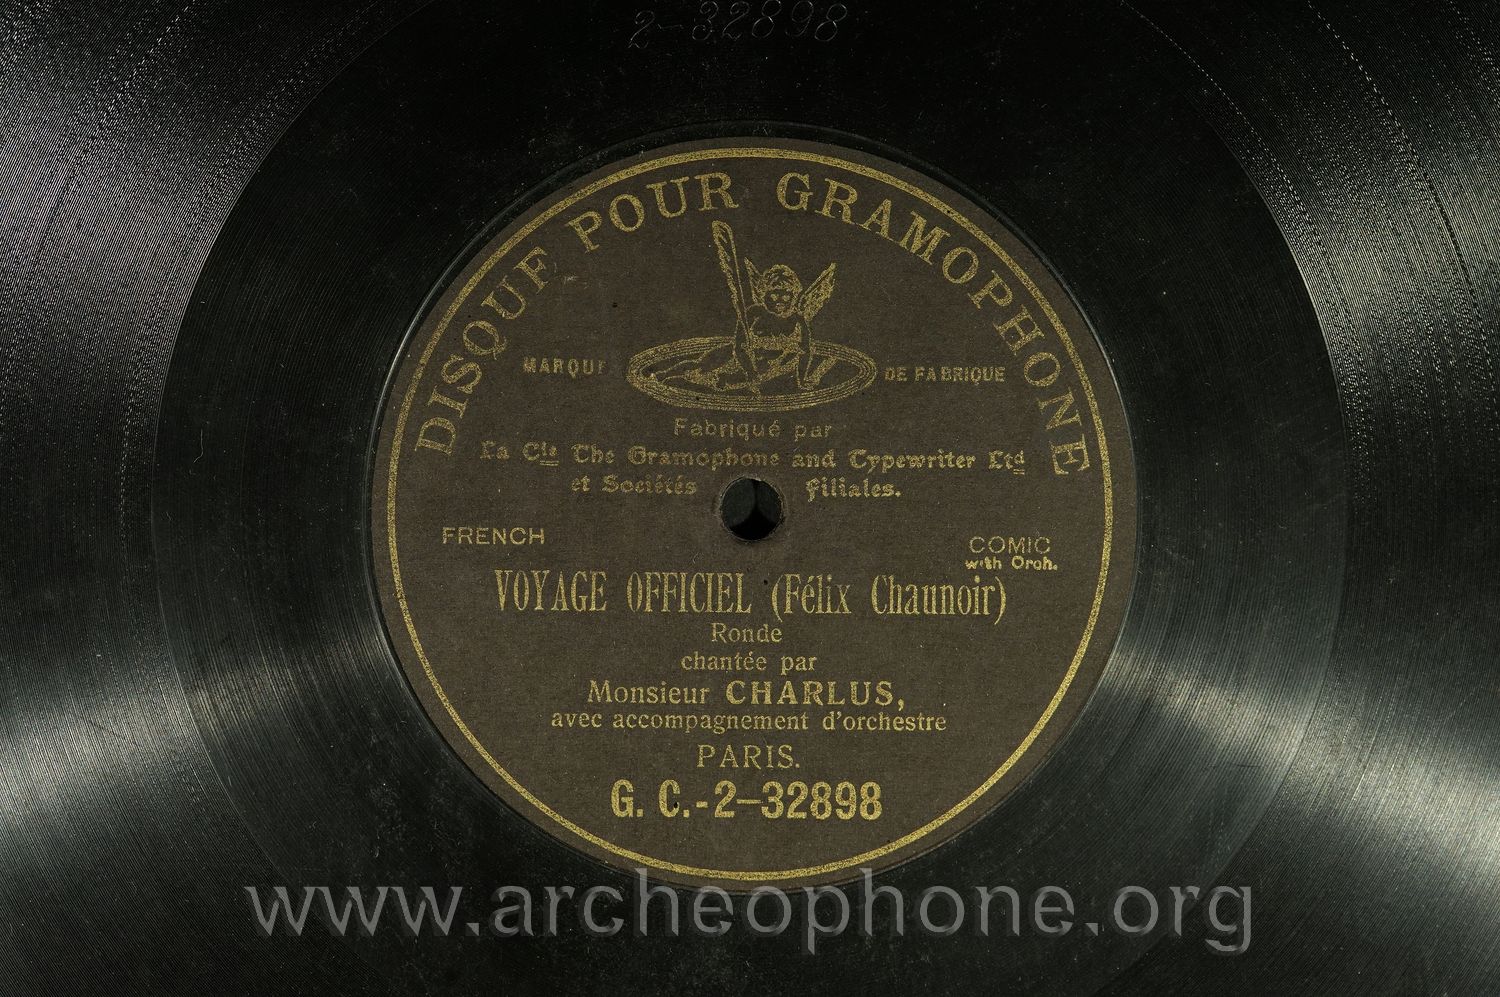 2-32898
DISQUE POUR GRAMOPHONE
MARQUE DE FABRIQUE
Fabriqué par
La Cie The Gramophone and Typewriter Ltd
et Sociétés filiales.
FRENCH
COMIC
with Orch.
VOYAGE OFFICIEL (Félix Chaunoir)
Ronde
chantée par
Monsieur CHARLUS,
avec accompagnement d'orchestre
PARIS.
G. C.-2-32898
www.archeophone.org